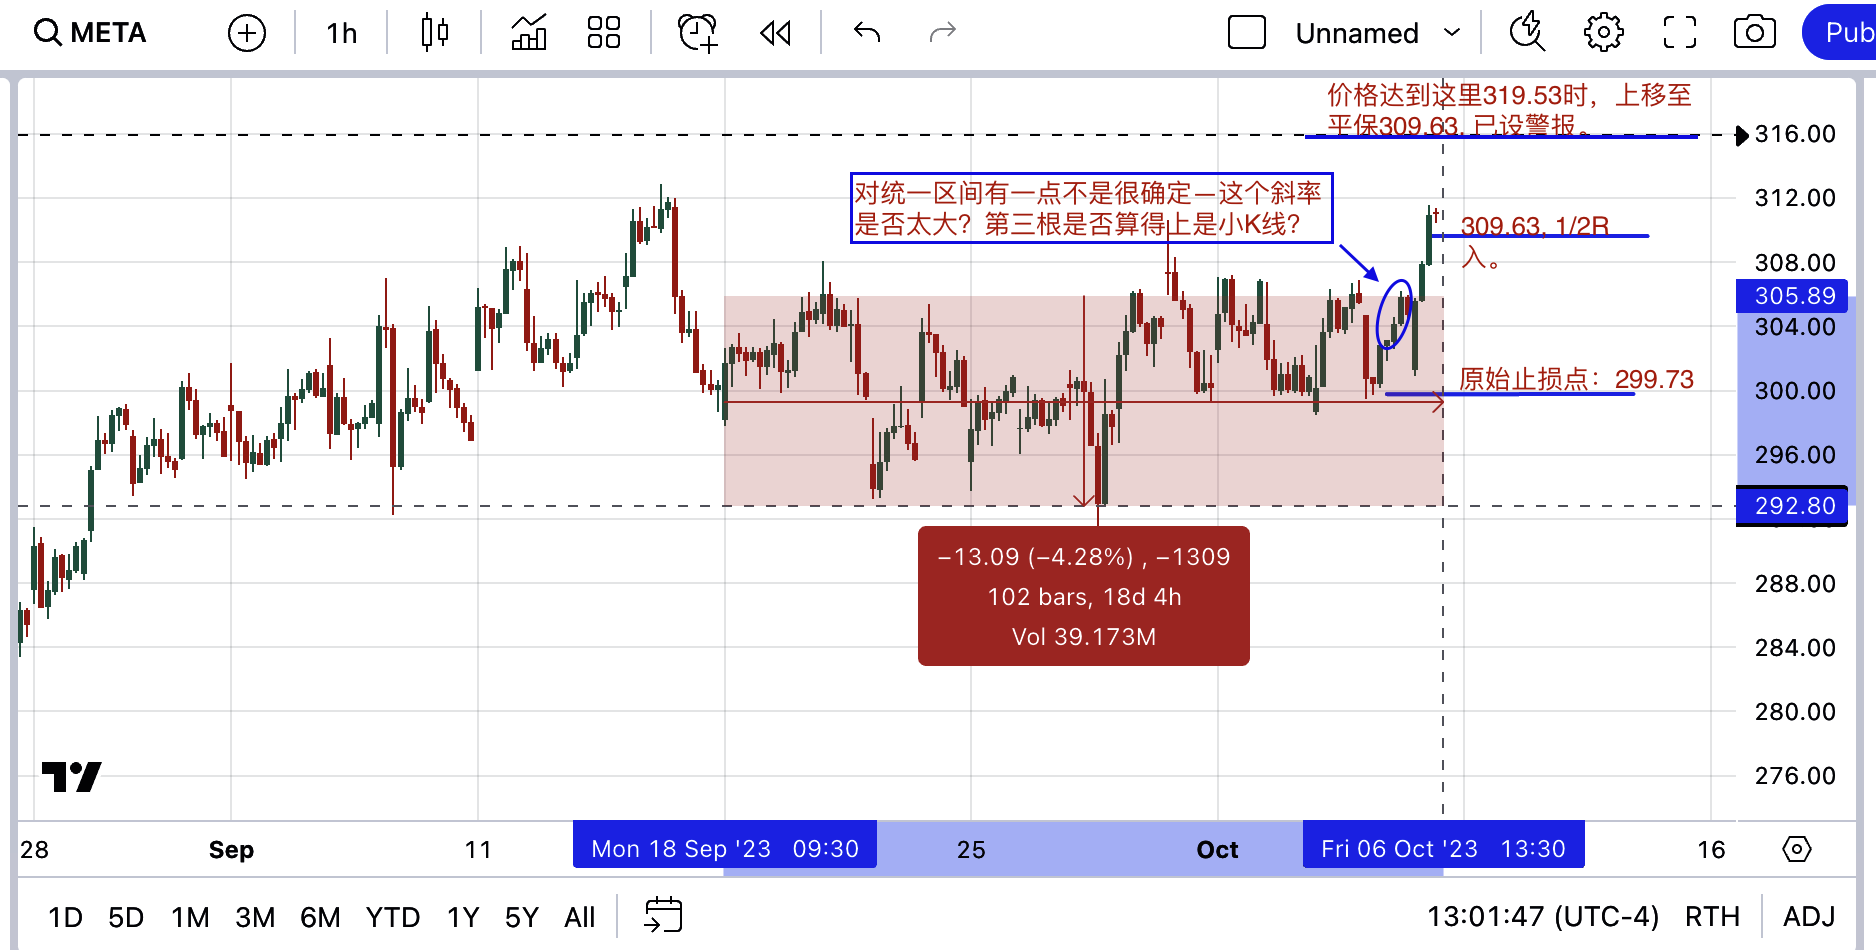 META
1h
Unnamed
Pub
价格达到这里319.53时，上移至
平保309.63, 已设警报。
316.00
对统一区间有一点不是很确定—这个斜率
是否太大？第三根是否算得上是小K线？
312.00
309.63, 1/2R
入。
308.00
305.89
304.00
原始止损点：299.73
300.00
296.00
292.80
−13.09 (−4.28%) , −1309
102 bars, 18d 4h
Vol 39.173M
288.00
284.00
280.00
276.00
28
Sep
11
Mon 18 Sep '23 09:30
25
Oct
Fri 06 Oct '23 13:30
16
1D 5D 1M 3M 6M YTD 1Y 5Y All
13:01:47 (UTC-4) RTH ADJ